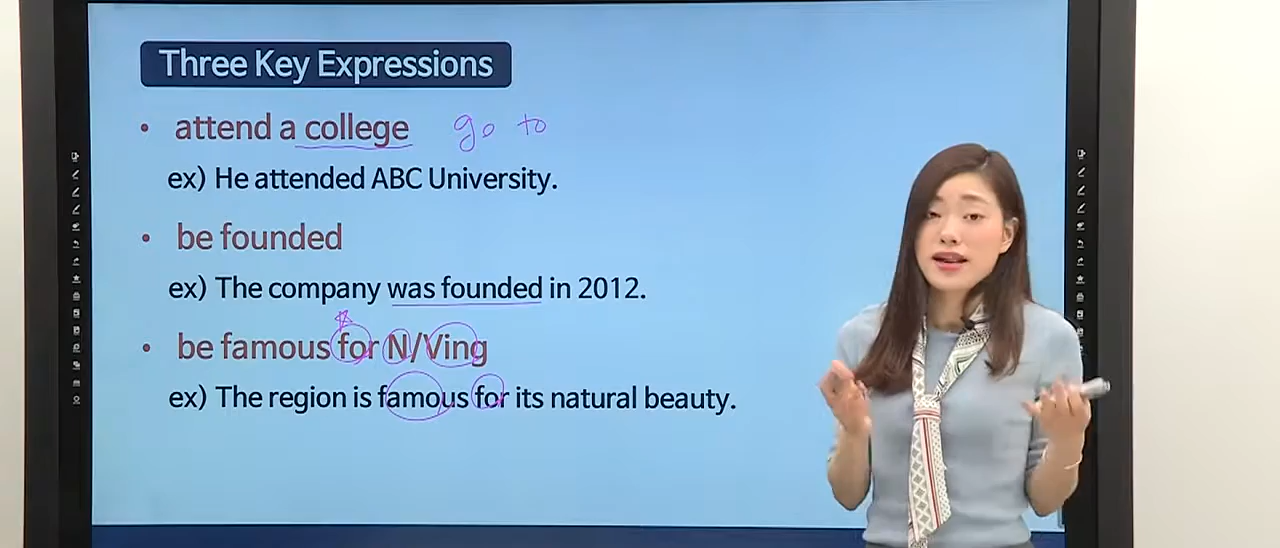 Three Key Expressions
• attend a college go to
ex) He attended ABC University.
• be founded
ex) The company was founded in 2012.
• be famous for N/Ving
ex) The region is famous for its natural beauty.